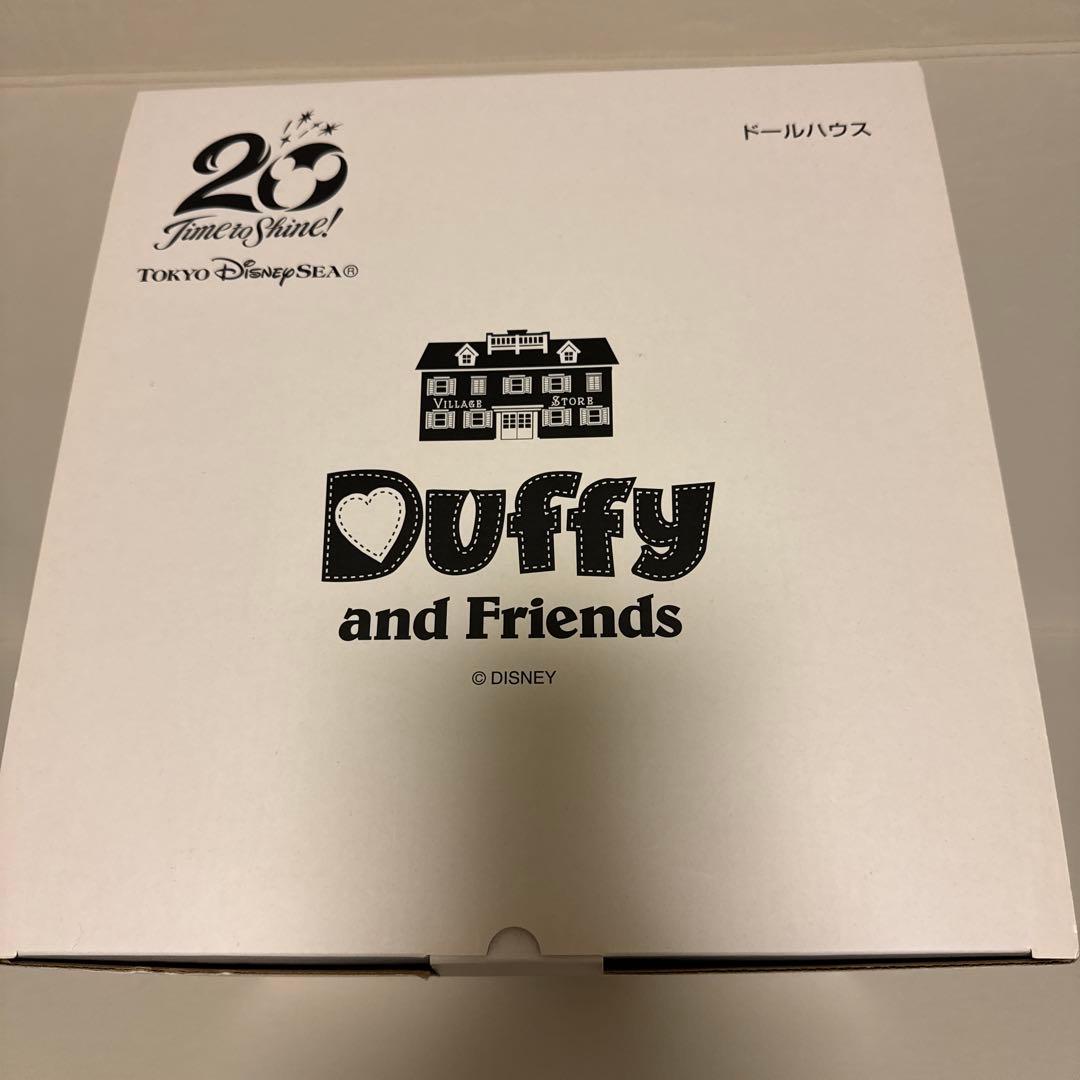 20
Time to Shine!
TOKYO DISNEYSEA®
ドールハウス
VILLAGE STORE
Duffy
and Friends
© DISNEY